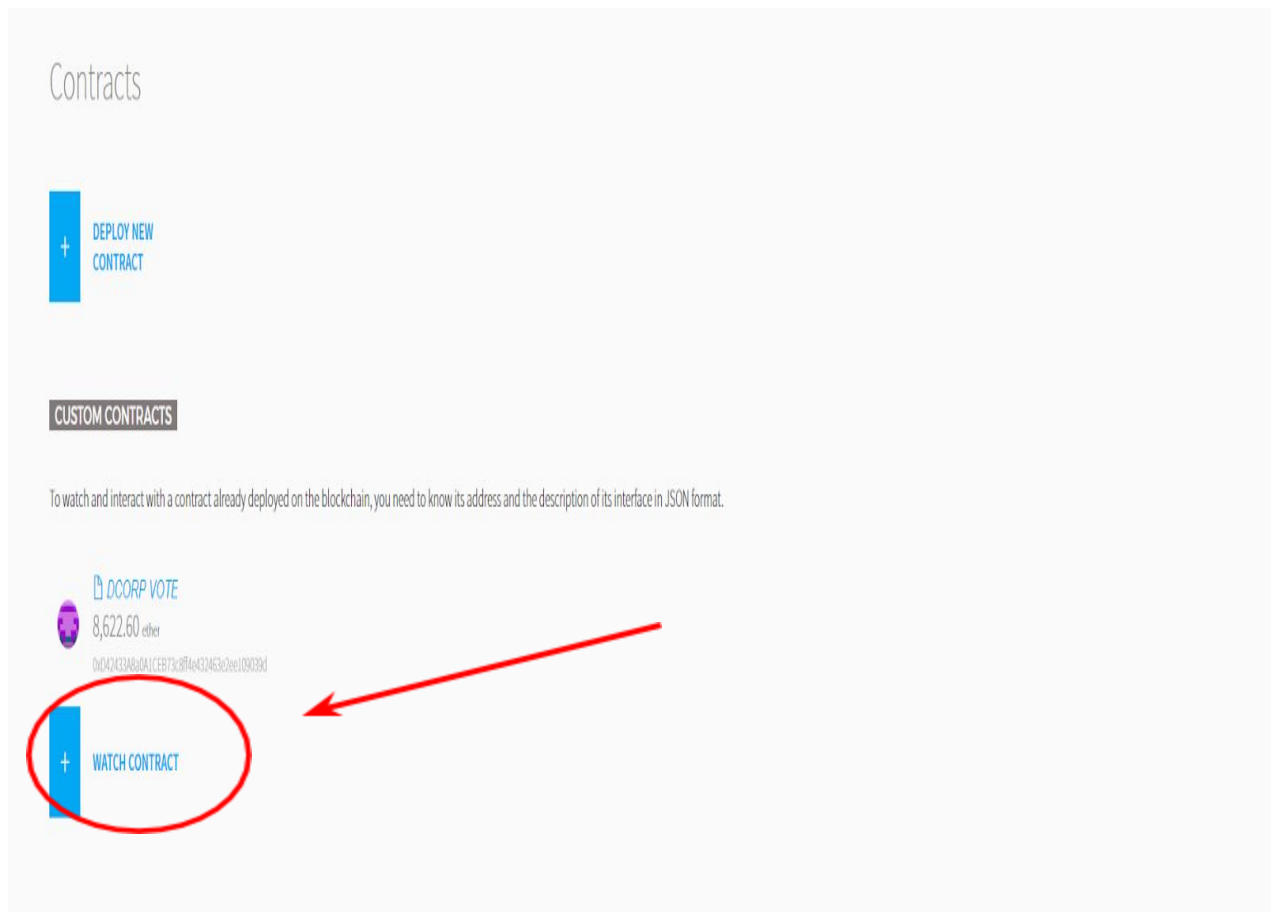 Contracts
+
DEPLOY NEW
CONTRACT
CUSTOM CONTRACTS
To watch and interact with a contract already deployed on the blockchain, you need to know its address and the description of its interface in JSON format.
DCORP VOTE
8,622.60 ether
+
WATCH CONTRACT